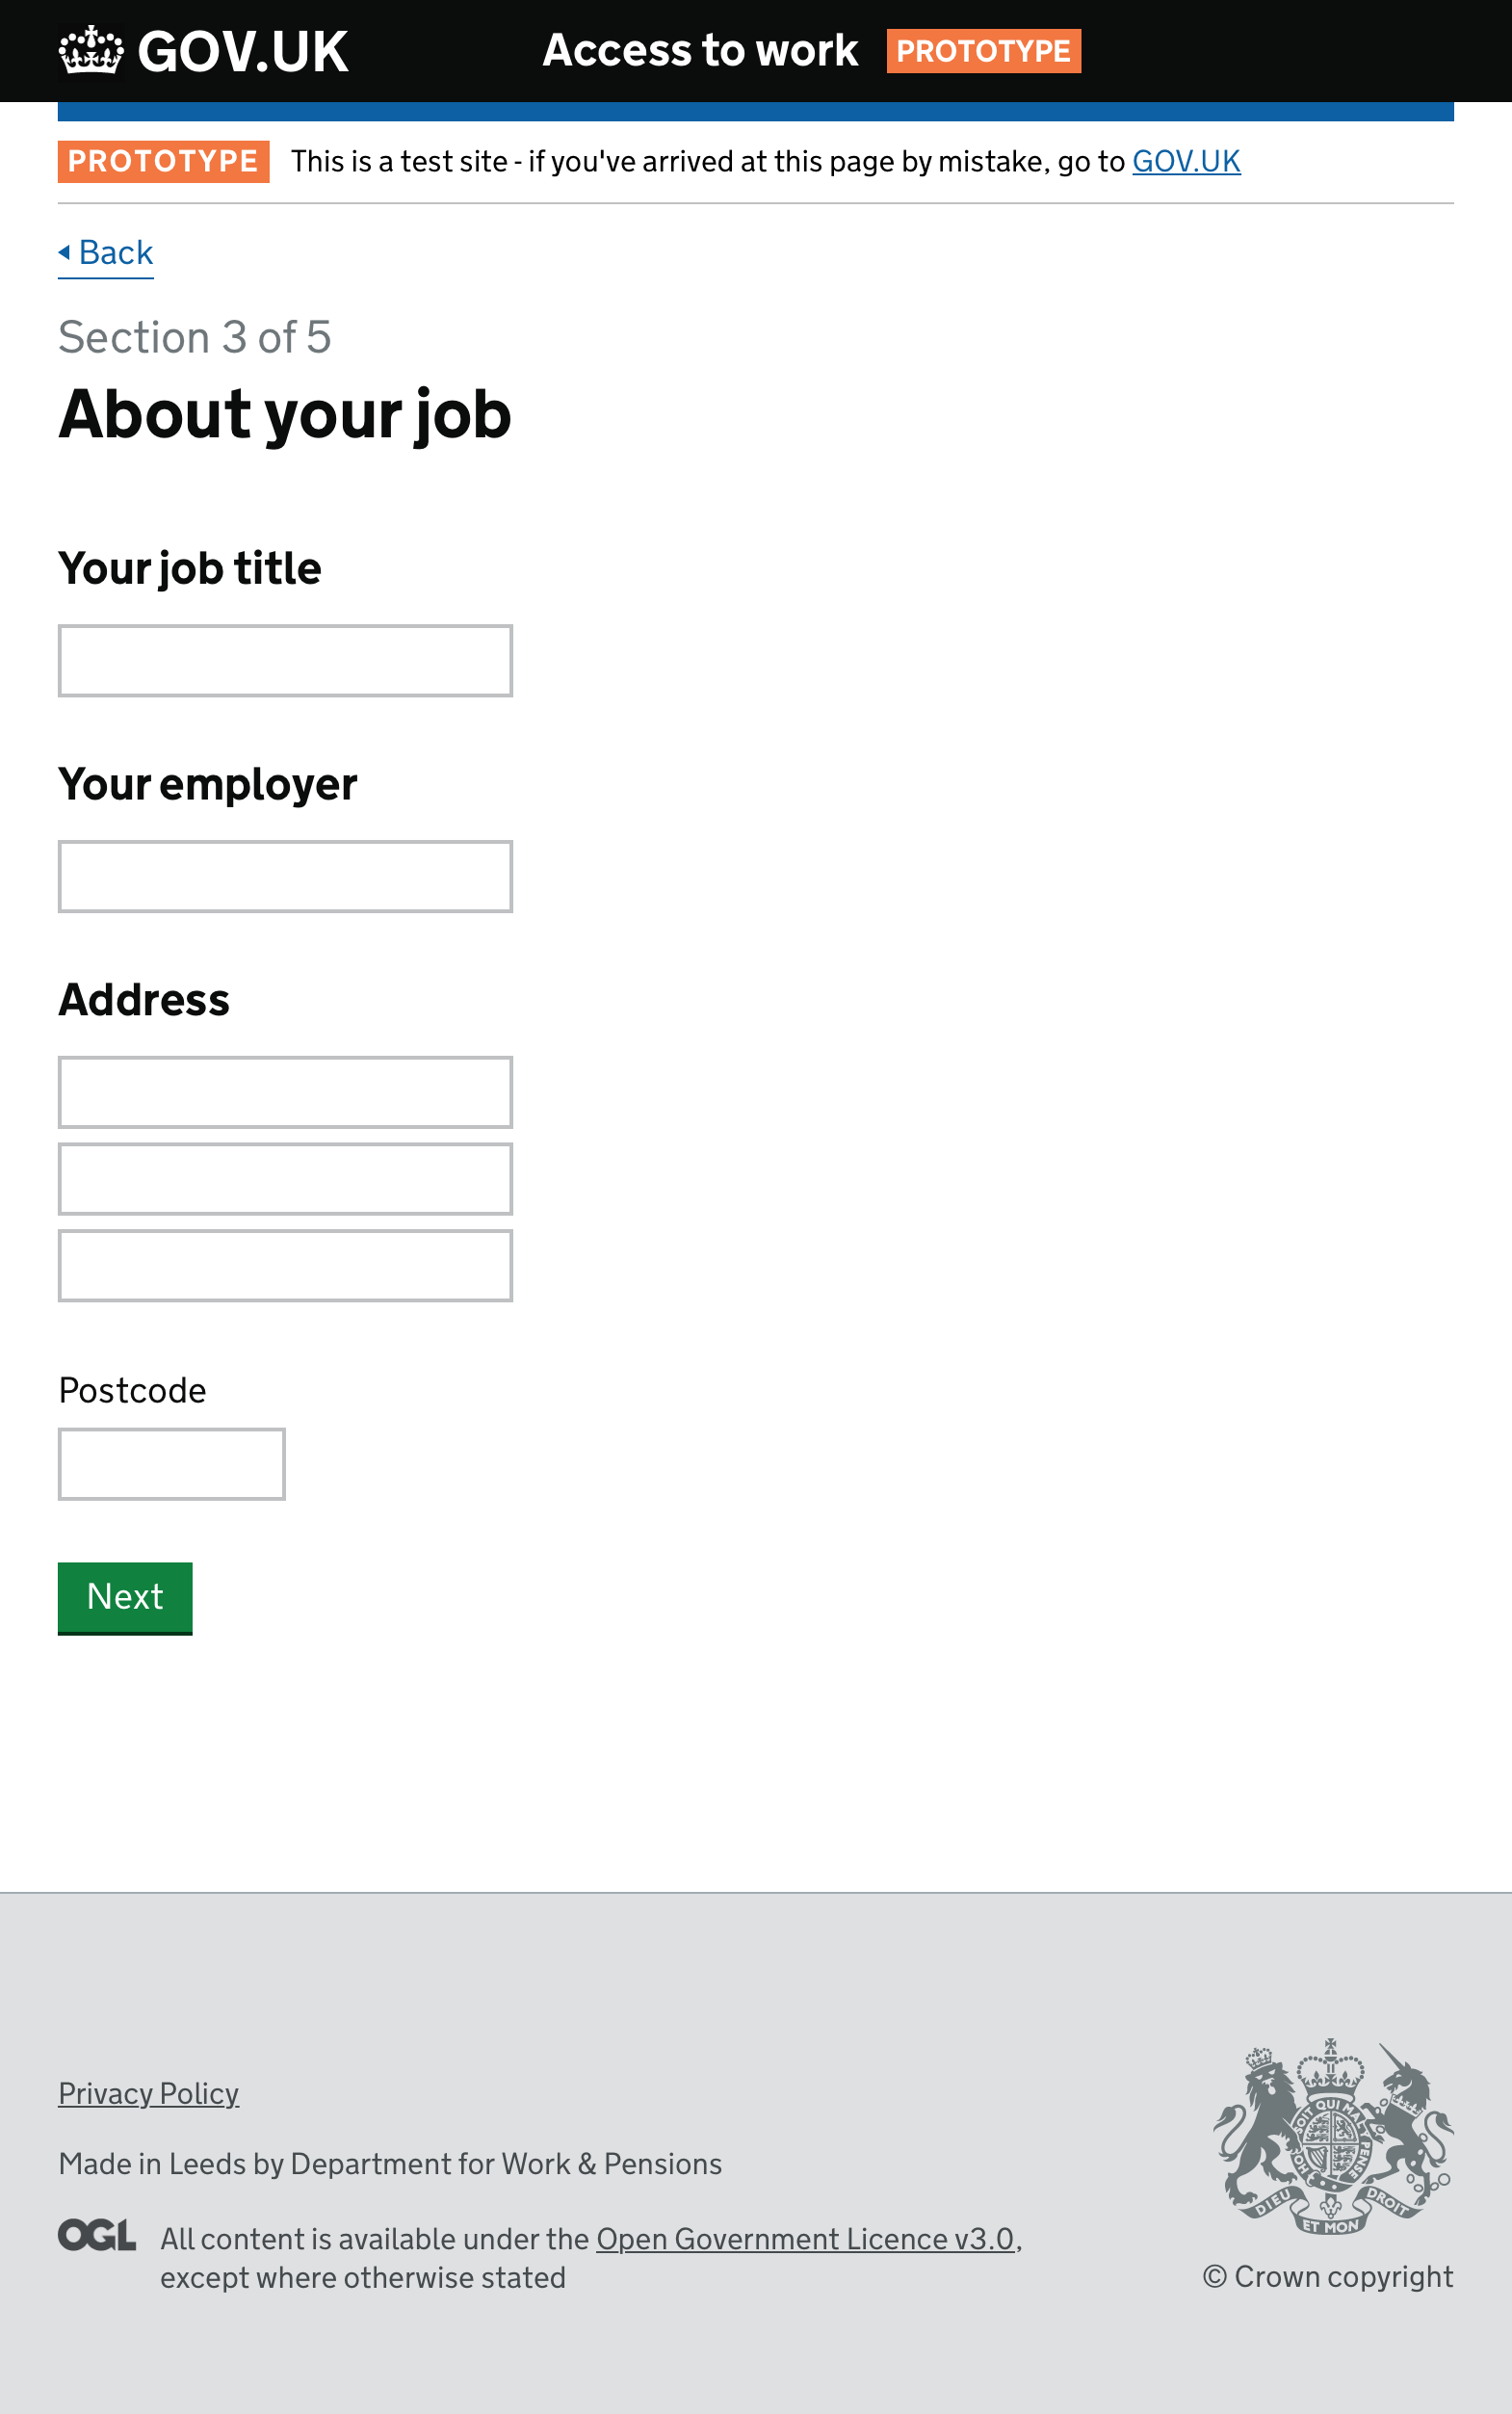 GOV.UK Access to work PROTOTYPE
PROTOTYPE This is a test site - if you've arrived at this page by mistake, go to GOV.UK
Back
Section 3 of 5
About your job
Your job title
Your employer
Address
Postcode
Next
Privacy Policy
Made in Leeds by Department for Work & Pensions
OGL All content is available under the Open Government Licence v3.0,
except where otherwise stated
HONI SOIT QUI MAL Y PENSE
DIEU ET MON DROIT
© Crown copyright